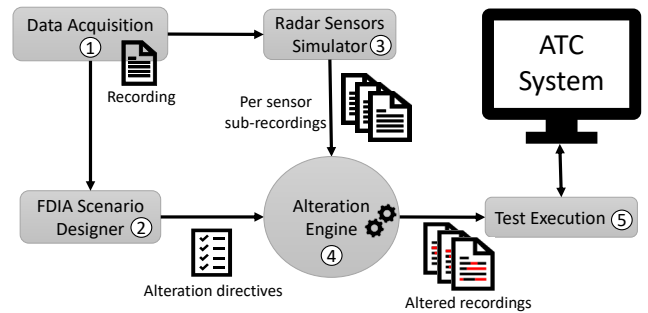 Data Acquisition
1
Recording
Radar Sensors
Simulator 3
Per sensor
sub-recordings
ATC
System
FDIA Scenario
Designer 2
Alteration directives
Alteration
Engine
4
Altered recordings
Test Execution 5